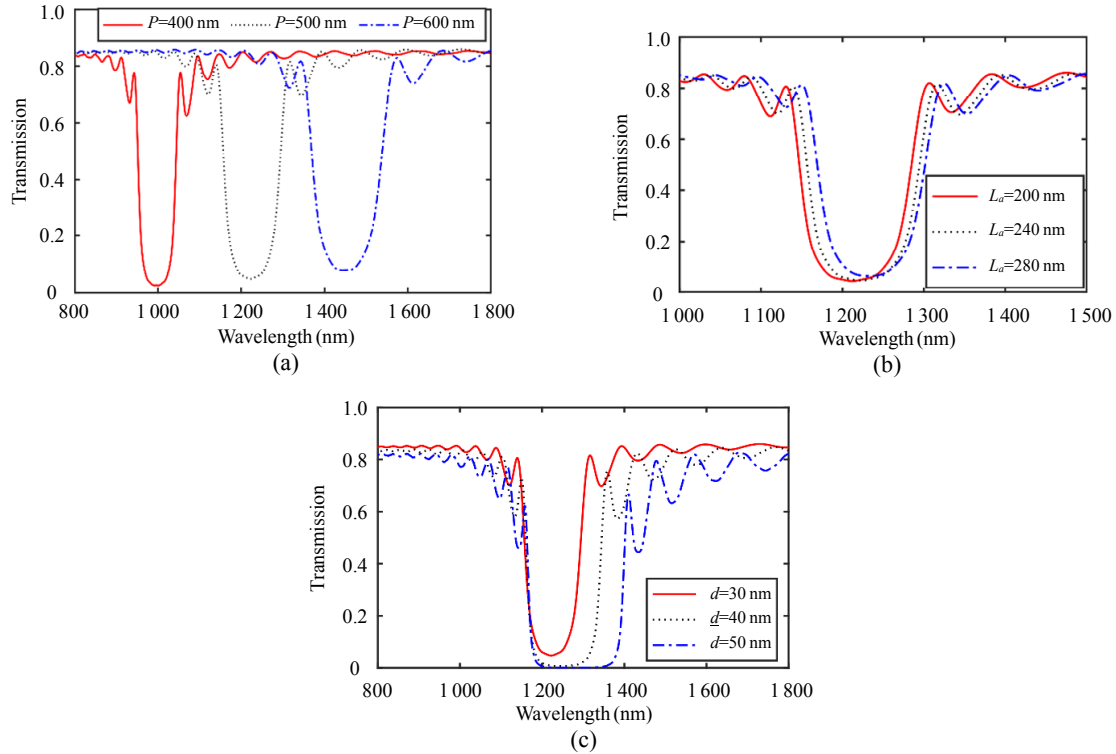 P=400 nm P=500 nm P=600 nm
1.0
0.8
0.6
0.4
0.2
0
Transmission
800 1 000 1 200 1 400 1 600 1 800
Wavelength (nm)
(a)
1.0
0.8
0.6
0.4
0.2
0
Transmission
La=200 nm
La=240 nm
La=280 nm
1 000 1 100 1 200 1 300 1 400 1 500
Wavelength (nm)
(b)
1.0
0.8
0.6
0.4
0.2
0
Transmission
d=30 nm
d=40 nm
d=50 nm
800 1 000 1 200 1 400 1 600 1 800
Wavelength (nm)
(c)